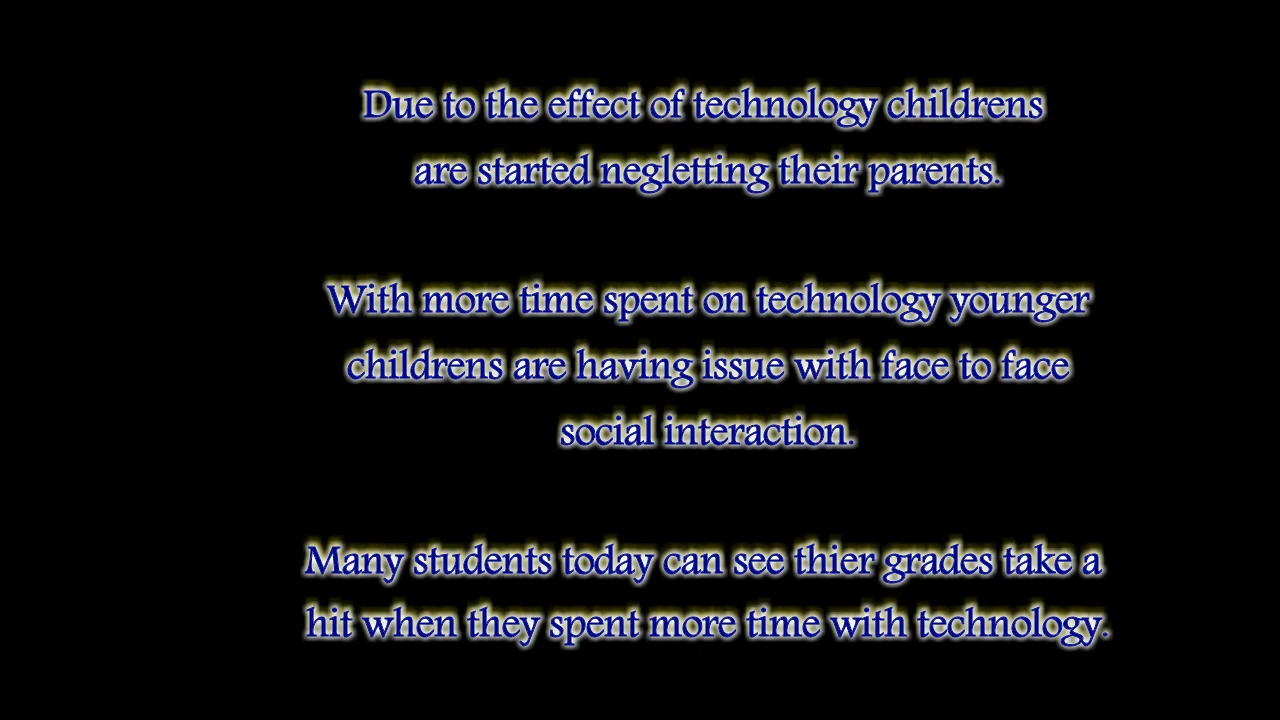 Due to the effect of technology childrens
are started negletting their parents.
With more time spent on technology younger
childrens are having issue with face to face
social interaction.
Many students today can see thier grades take a
hit when they spent more time with technology.